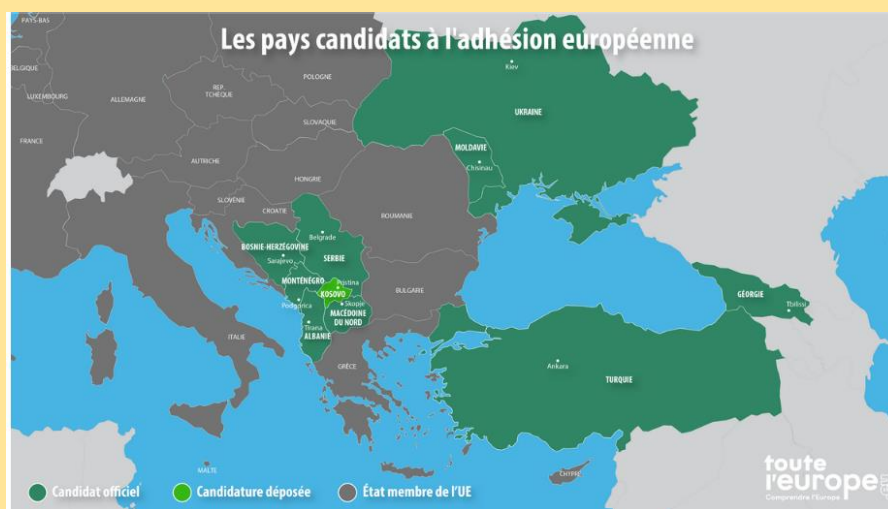 Les pays candidats à l'adhésion européenne
PAYS-BAS
BELGIQUE
LUXEMBOURG
ALLEMAGNE
POLOGNE
RÉP.
TCHÈQUE
Kiev
UKRAINE
FRANCE
SLOVAQUIE
MOLDAVIE
Chisinau
AUTRICHE
HONGRIE
SLOVÉNIE
CROATIE
ROUMANIE
Belgrade
BOSNIE-HERZÉGOVINE
Sarajevo
SERBIE
MONTÉNÉGRO
Pristina
KOSOVO
BULGARIE
Podgorica
Skopje
MACÉDOINE
DU NORD
Tirana
ALBANIE
ITALIE
GRÈCE
GÉORGIE
Tbilissi
Ankara
TURQUIE
MALTE
CHYPRE
Candidat officiel
Candidature déposée
État membre de l'UE
toute
l'europe
.eu
Comprendre l'Europe